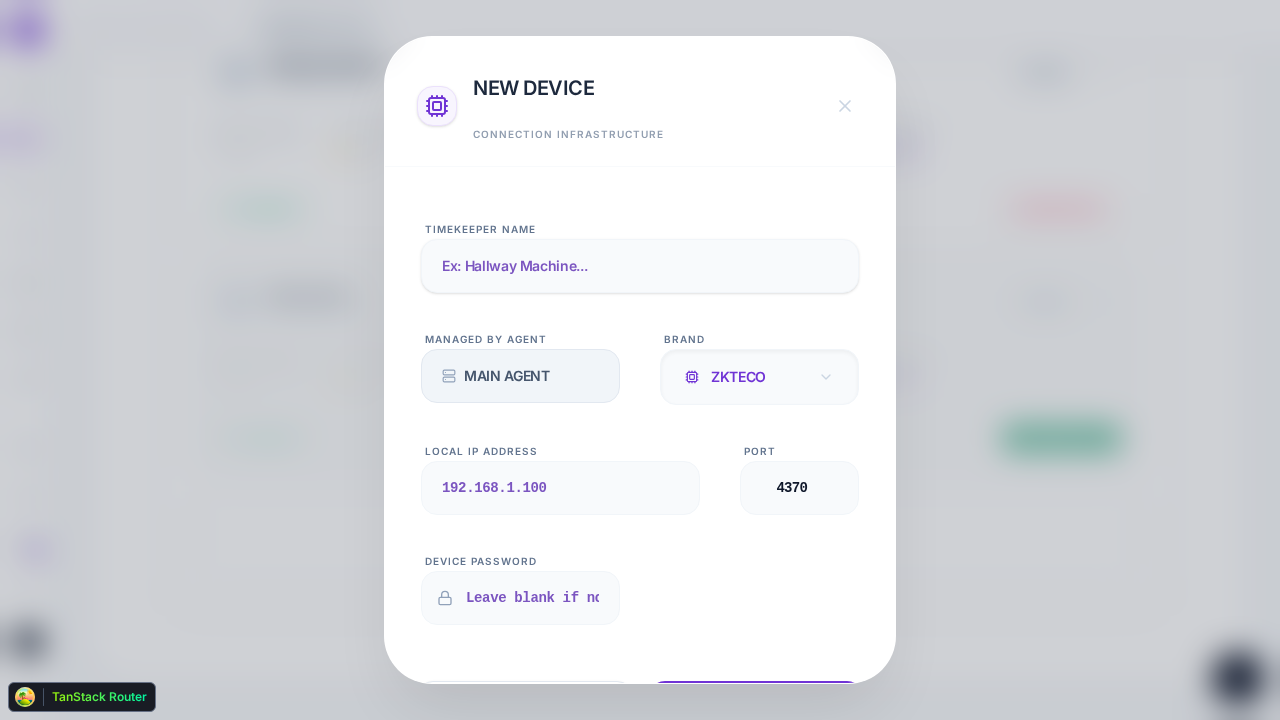 NEW DEVICE
CONNECTION INFRASTRUCTURE
TIMEKEEPER NAME
Ex: Hallway Machine...
MANAGED BY AGENT
BRAND
MAIN AGENT
ZKTECO
LOCAL IP ADDRESS
PORT
192.168.1.100
4370
DEVICE PASSWORD
Leave blank if
TanStack Router